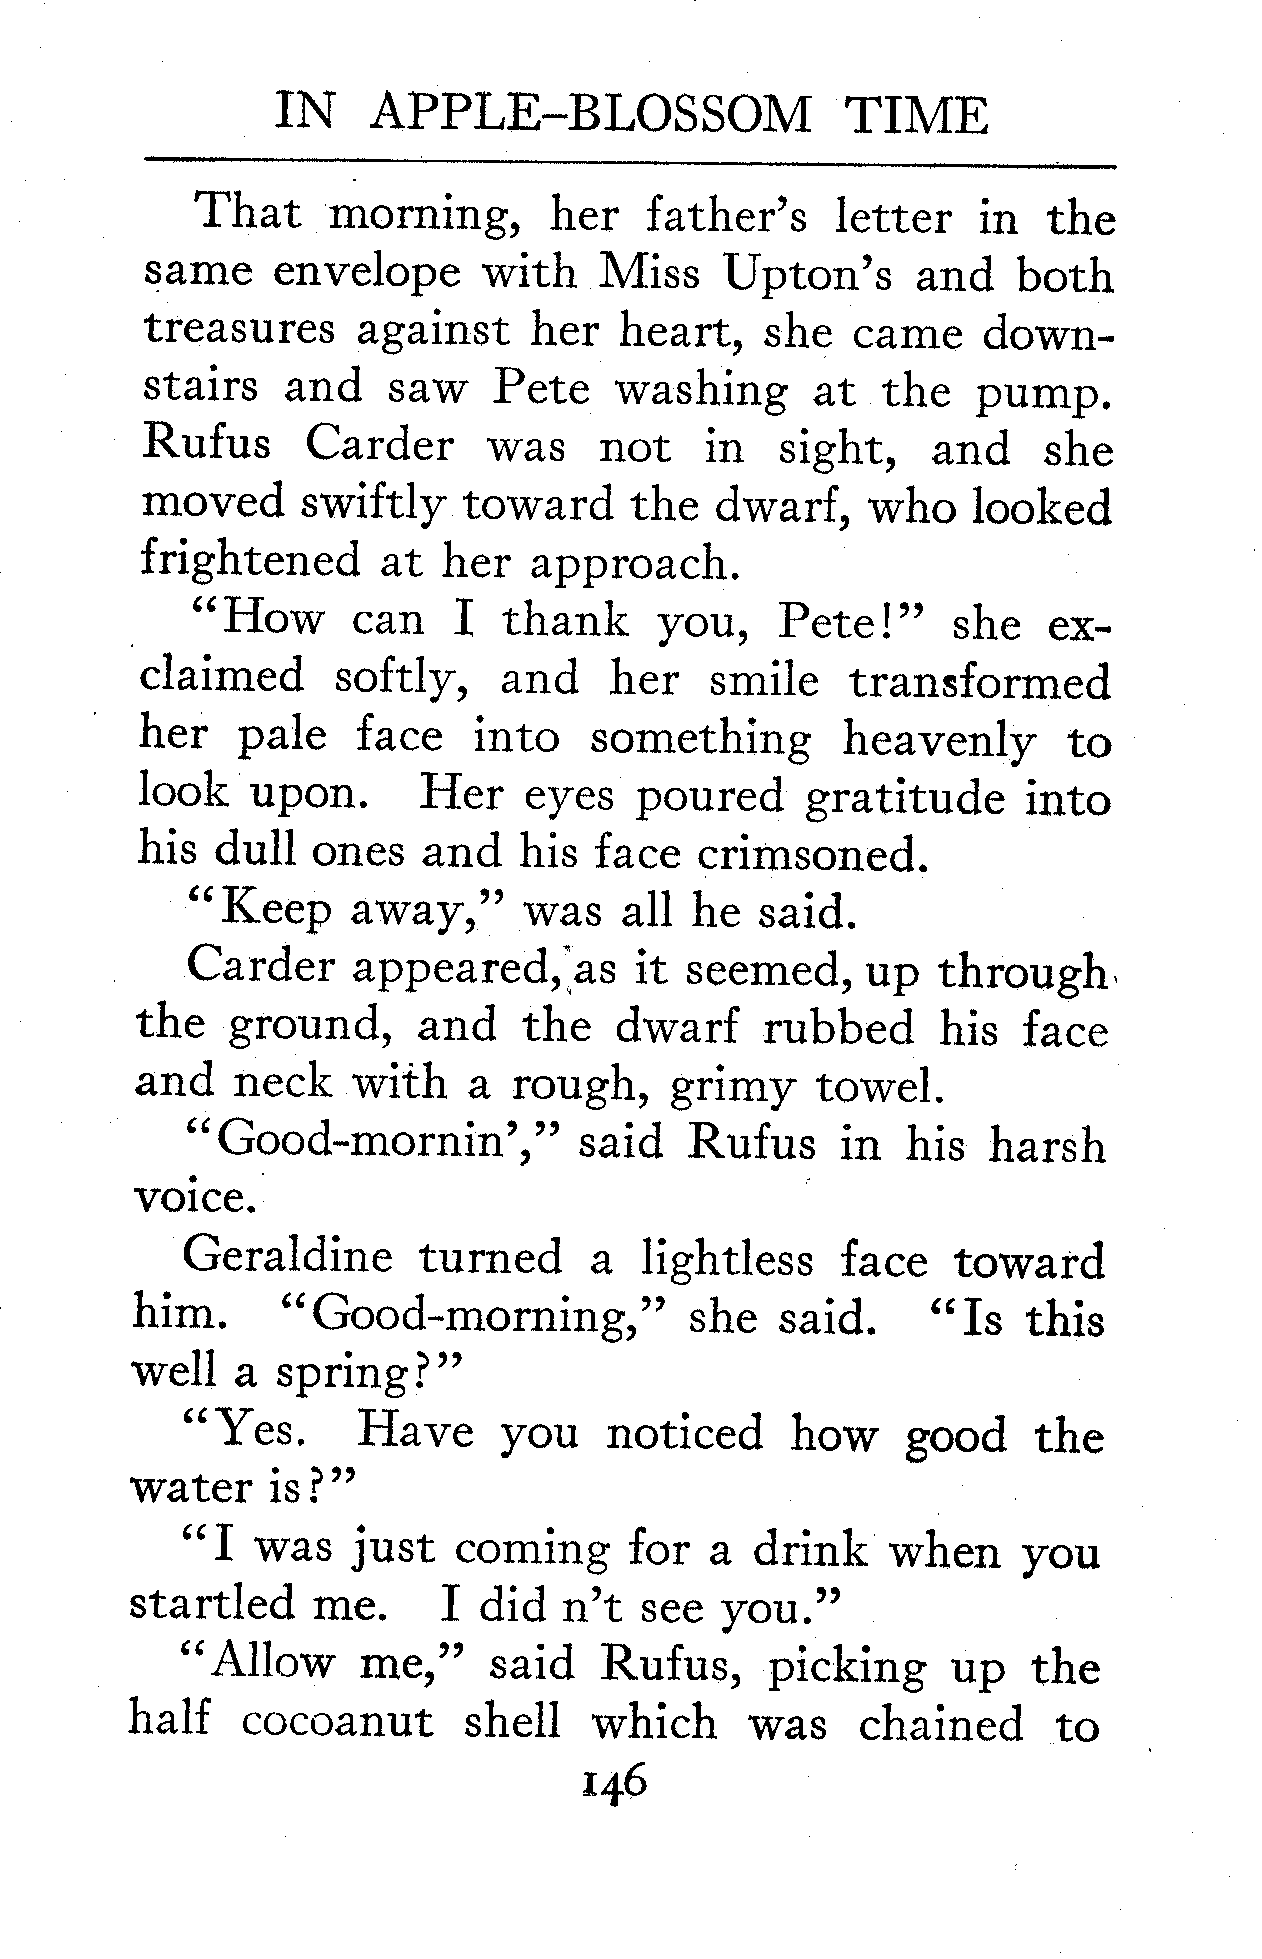 IN APPLE-BLOSSOM TIME
That morning, her father's letter in the
same envelope with Miss Upton's and both
treasures against her heart, she came down-
stairs and saw Pete washing at the pump.
Rufus Carder was not in sight, and she
moved swiftly toward the dwarf, who looked
frightened at her approach.
"How can I thank you, Pete!" she ex-
claimed softly, and her smile transformed
her pale face into something heavenly to
look upon. Her eyes poured gratitude into
his dull ones and his face crimsoned.
"Keep away," was all he said.
Carder appeared, as it seemed, up through
the ground, and the dwarf rubbed his face
and neck with a rough, grimy towel.
"Good-mornin'," said Rufus in his harsh
voice.
Geraldine turned a lightless face toward
him. "Good-morning," she said. "Is this
well a spring?"
"Yes. Have you noticed how good the
water is?"
"I was just coming for a drink when you
startled me. I did n't see you."
"Allow me," said Rufus, picking up the
half cocoanut shell which was chained to
146